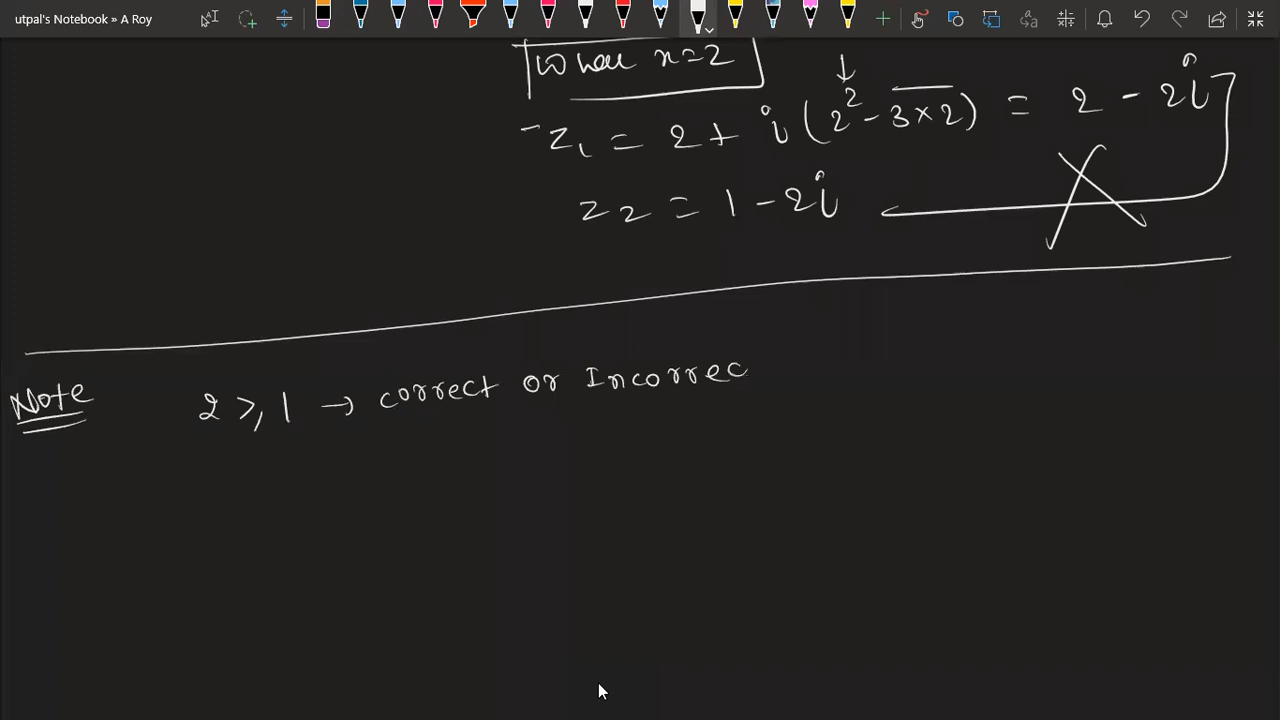 utpal's Notebook » A Roy
When x=2
z₁ = 2 + i (2² - 3×2) = 2 - 2i
z₂ = 1 - 2i
Note 2 ≥ 1 → correct or Incorrec